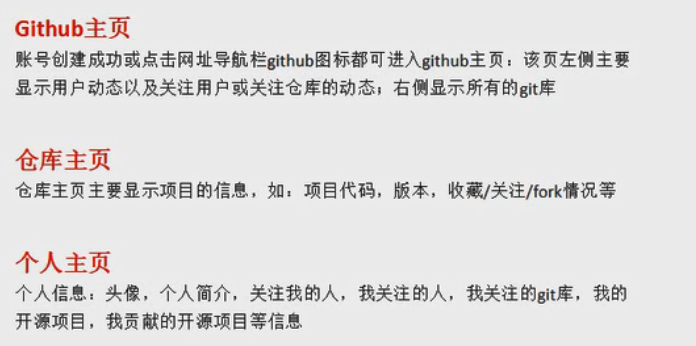 Github主页
账号创建成功或点击网址导航栏github图标都可进入github主页：该页左侧主要
显示用户动态以及关注用户或关注仓库的动态；右侧显示所有的git库
仓库主页
仓库主页主要显示项目的信息，如：项目代码，版本，收藏/关注/fork情况等
个人主页
个人信息：头像，个人简介，关注我的人，我关注的人，我关注的git库，我的
开源项目，我贡献的开源项目等信息